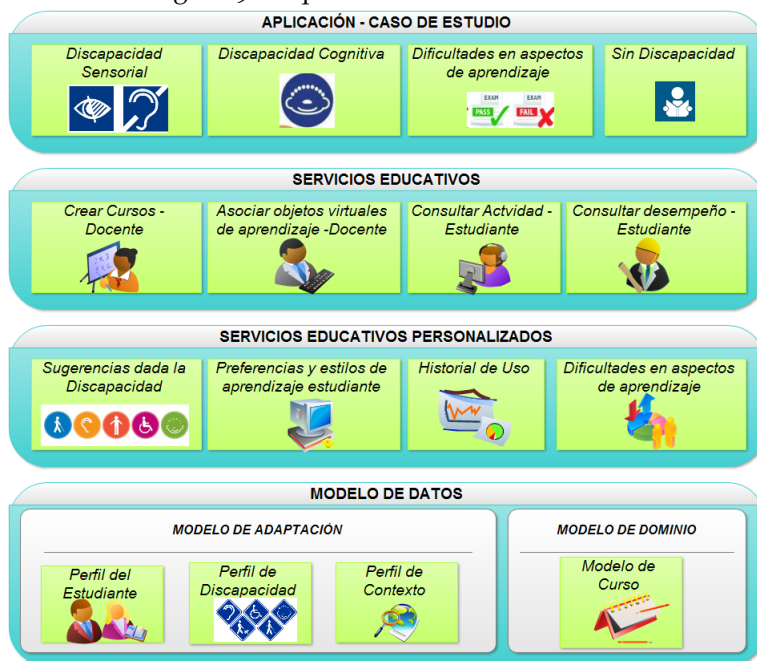 APLICACIÓN - CASO DE ESTUDIO
Discapacidad
Sensorial
Discapacidad Cognitiva
Dificultades en aspectos
de aprendizaje
EXAM
PASS
EXAM
FAIL
Sin Discapacidad
SERVICIOS EDUCATIVOS
Crear Cursos -
Docente
Asociar objetos virtuales
de aprendizaje -Docente
Consultar Actvidad -
Estudiante
Consultar desempeño -
Estudiante
SERVICIOS EDUCATIVOS PERSONALIZADOS
Sugerencias dada la
Discapacidad
Preferencias y estilos de
aprendizaje estudiante
Historial de Uso
Dificultades en aspectos
de aprendizaje
MODELO DE DATOS
MODELO DE ADAPTACIÓN
Perfil del
Estudiante
Perfil de
Discapacidad
Perfil de
Contexto
MODELO DE DOMINIO
Modelo de
Curso